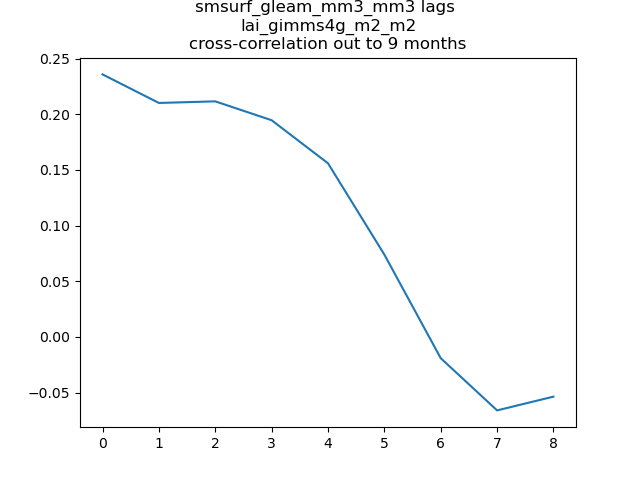 smsurf_gleam_mm3_mm3 lags
lai_gimms4g_m2_m2
cross-correlation out to 9 months
0.25
0.20
0.15
0.10
0.05
0.00
−0.05
0 1 2 3 4 5 6 7 8